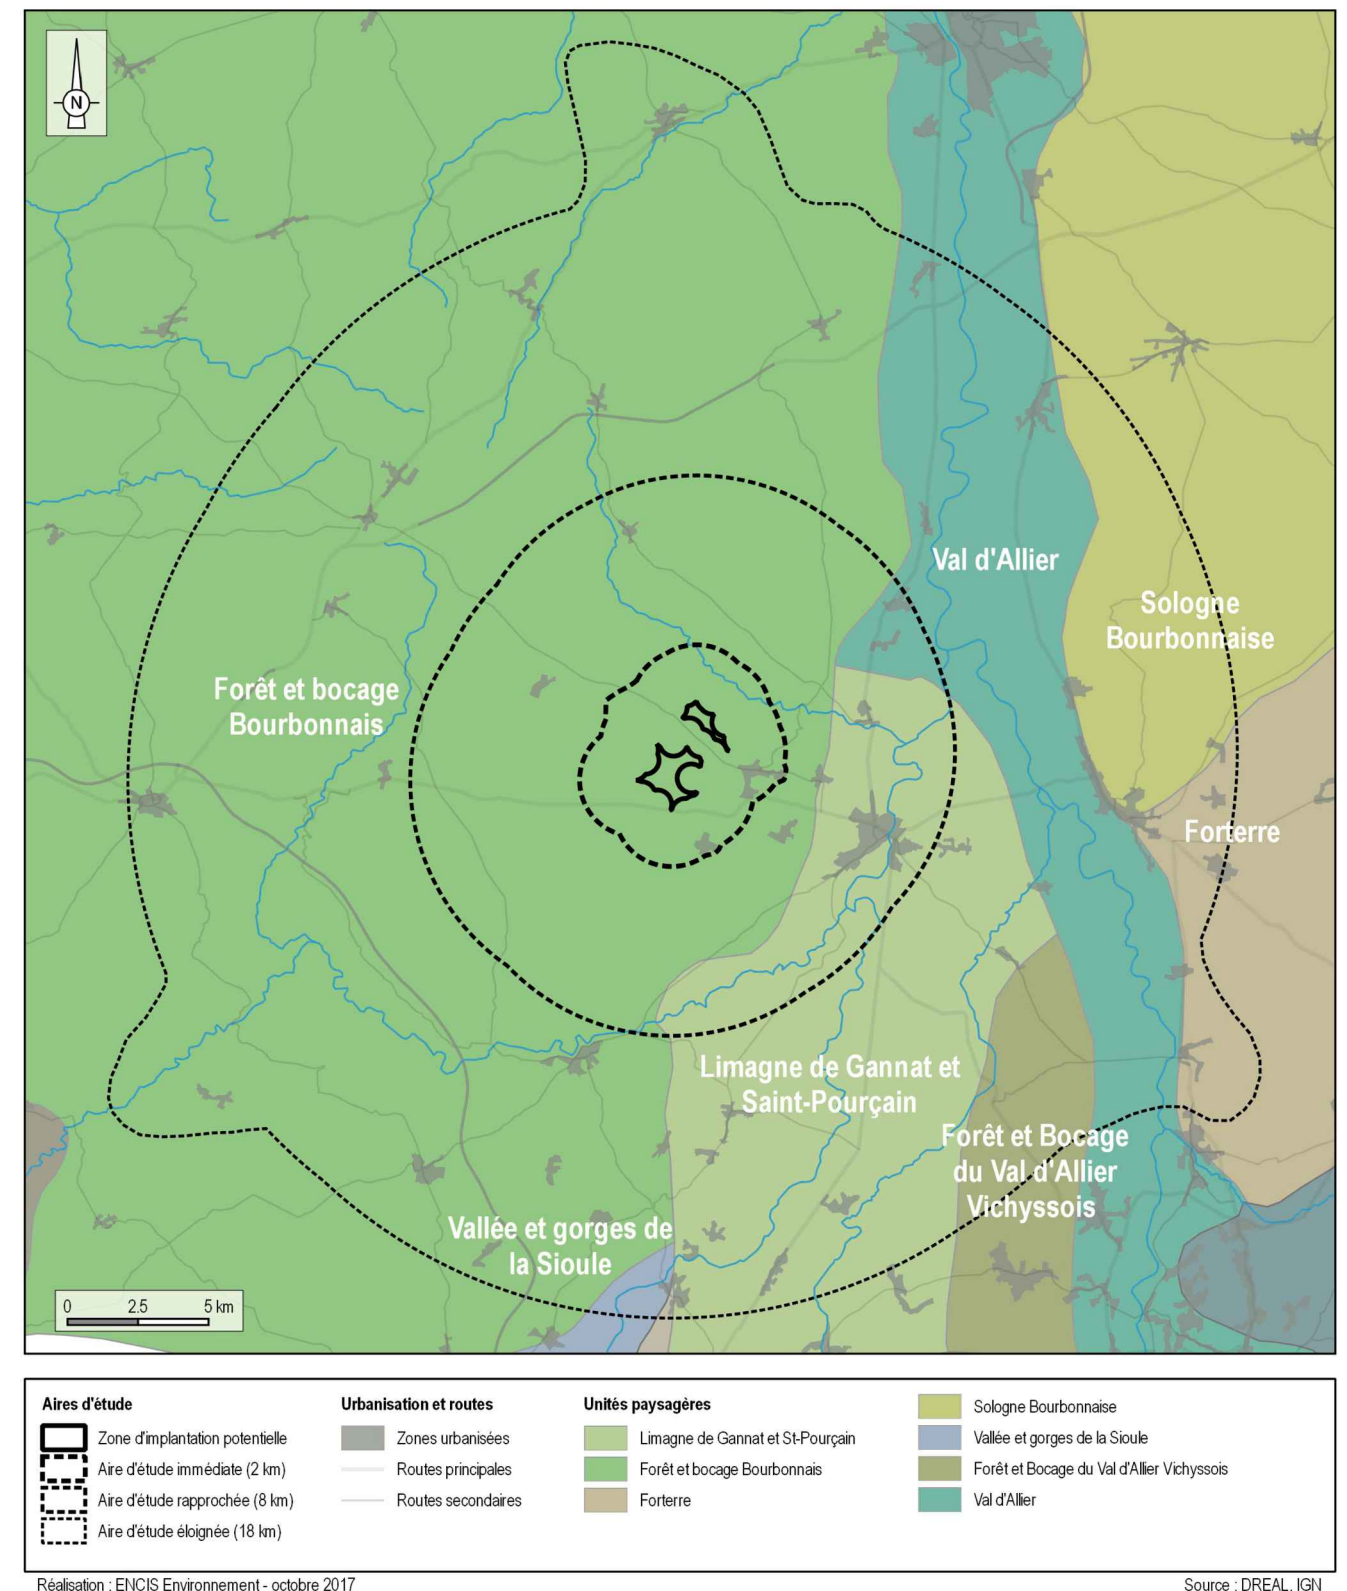 N
Val d'Allier
Sologne
Bourbonnaise
Forêt et bocage
Bourbonnais
Forterre
Limagne de Gannat et
Saint-Pourçain
Forêt et Bocage
du Val d'Allier
Vichyssois
Vallée et gorges de
la Sioule
0 2.5 5 km
Aires d'étude
Zone d'implantation potentielle
Aire d'étude immédiate (2 km)
Aire d'étude rapprochée (8 km)
Aire d'étude éloignée (18 km)
Urbanisation et routes
Zones urbanisées
Routes principales
Routes secondaires
Unités paysagères
Limagne de Gannat et St-Pourçain
Forêt et bocage Bourbonnais
Forterre
Sologne Bourbonnaise
Vallée et gorges de la Sioule
Forêt et Bocage du Val d'Allier Vichyssois
Val d'Allier
Réalisation : ENCIS Environnement - octobre 2017
Source : DREAL, IGN